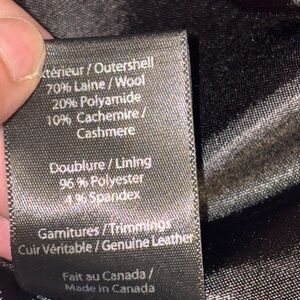 xtérieur / Outershell
70% Laine / Wool
20% Polyamide
10% Cachemire /
Cashmere
Doublure / Lining
96 % Polyester
4 % Spandex
Garnitures / Trimmings
Cuir Véritable / Genuine Leather
Fait au Canada /
Made in Canada